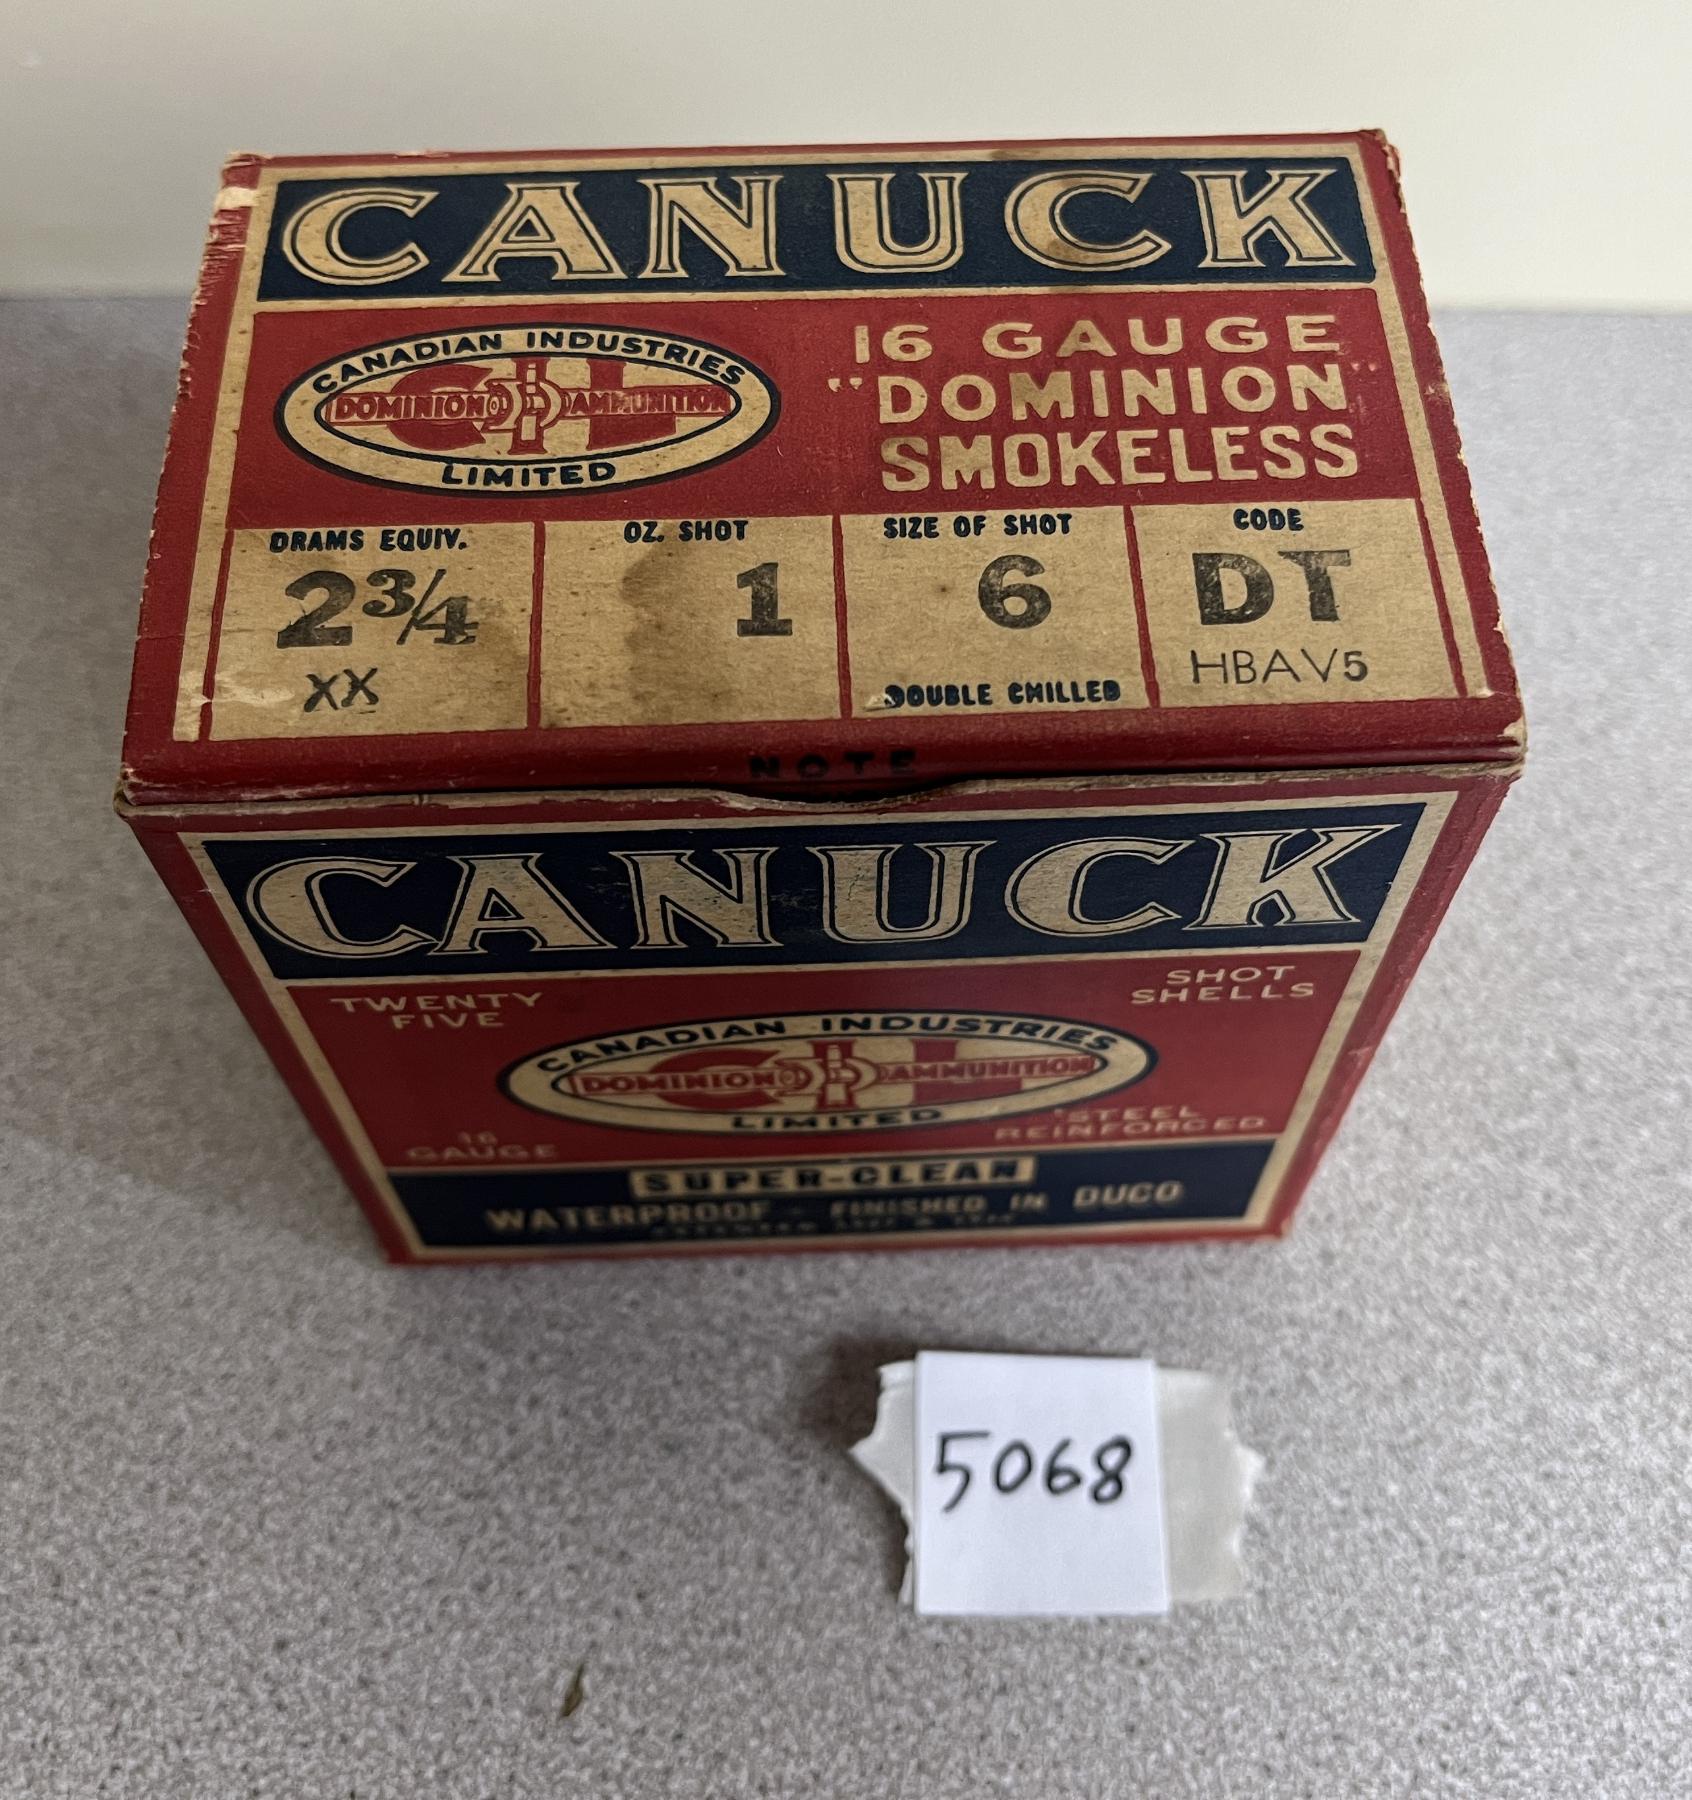 CANUCK
CANADIAN INDUSTRIES
DOMINION AMMUNITION
LIMITED
16 GAUGE
"DOMINION"
SMOKELESS
DRAMS EQUIV.
2 3/4
XX
OZ. SHOT
1
SIZE OF SHOT
6
DOUBLE CHILLED
CODE
DT
HBAV5
NOTE
CANUCK
TWENTY
FIVE
SHOT
SHELLS
CANADIAN INDUSTRIES
DOMINION AMMUNITION
LIMITED
16
GAUGE
STEEL
REINFORCED
SUPER-CLEAN
WATERPROOF - FINISHED IN DUCO
5068